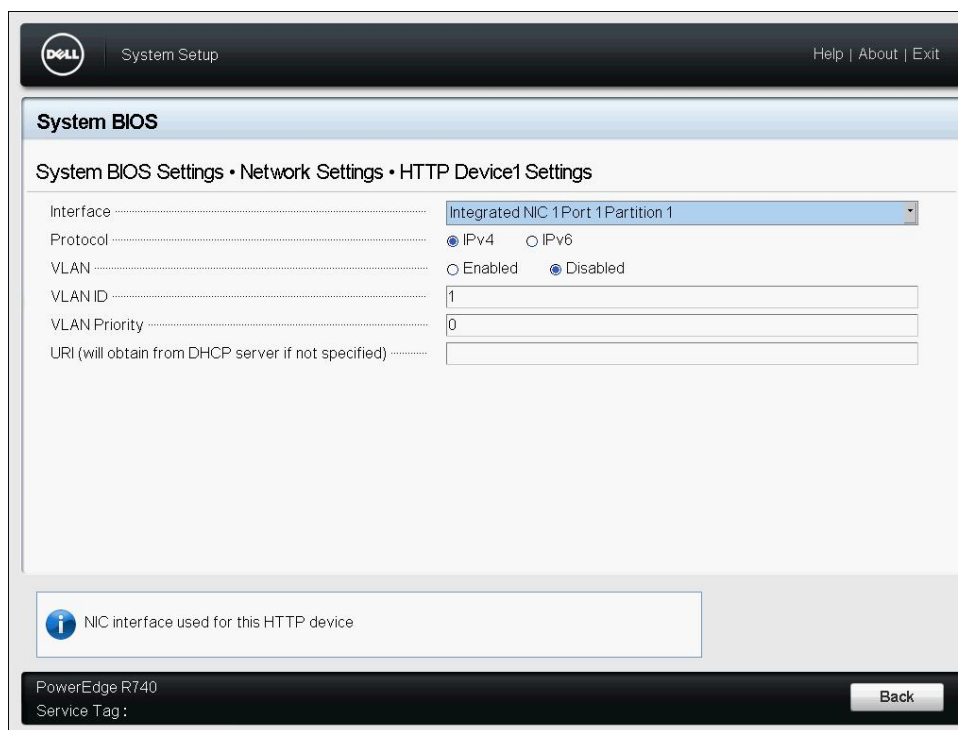 DELL
System Setup
Help | About | Exit
System BIOS
System BIOS Settings • Network Settings • HTTP Device1 Settings
Interface Integrated NIC 1 Port 1 Partition 1
Protocol IPv4 IPv6
VLAN Enabled Disabled
VLAN ID 1
VLAN Priority 0
URI (will obtain from DHCP server if not specified)
NIC interface used for this HTTP device
PowerEdge R740
Service Tag :
Back